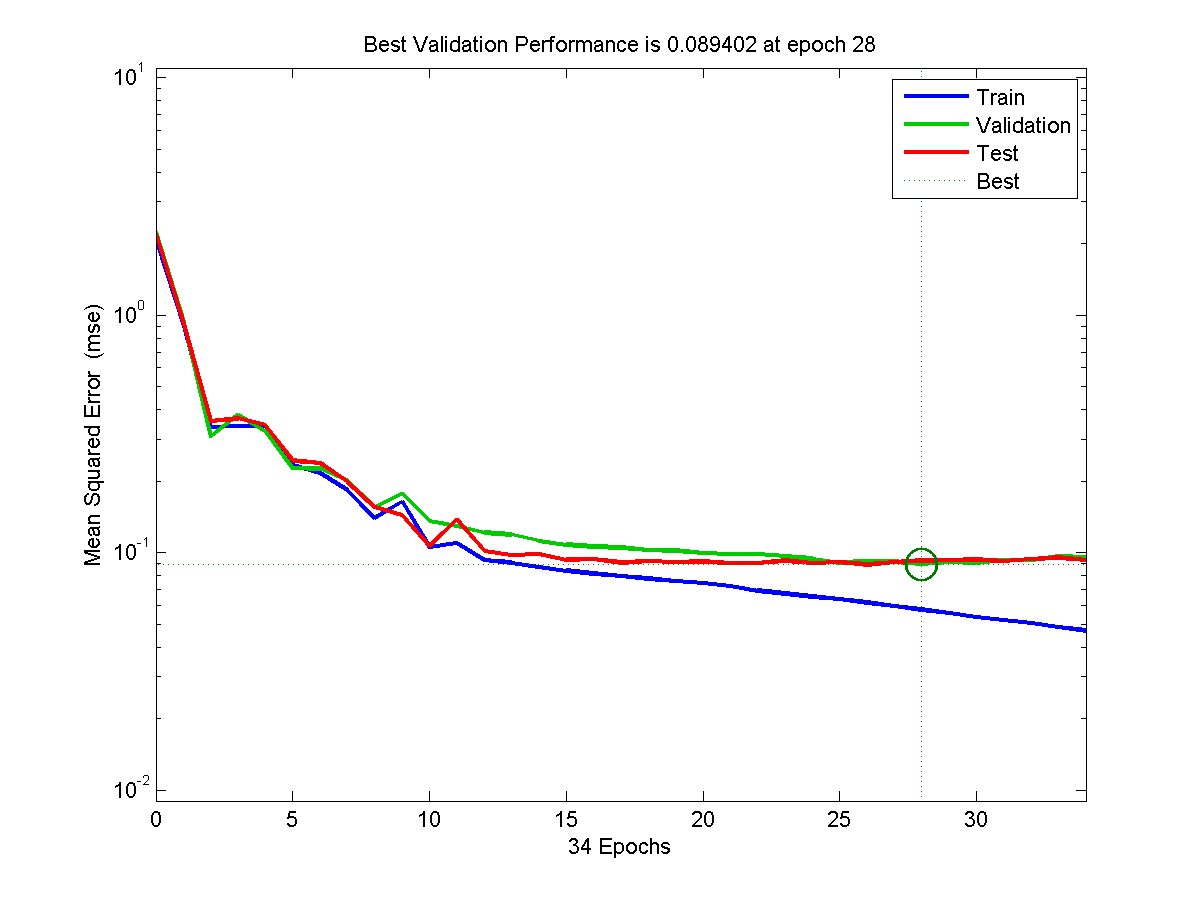 Best Validation Performance is 0.089402 at epoch 28
Train
Validation
Test
Best
Mean Squared Error (mse)
10^1
10^0
10^-1
10^-2
0 5 10 15 20 25 30
34 Epochs